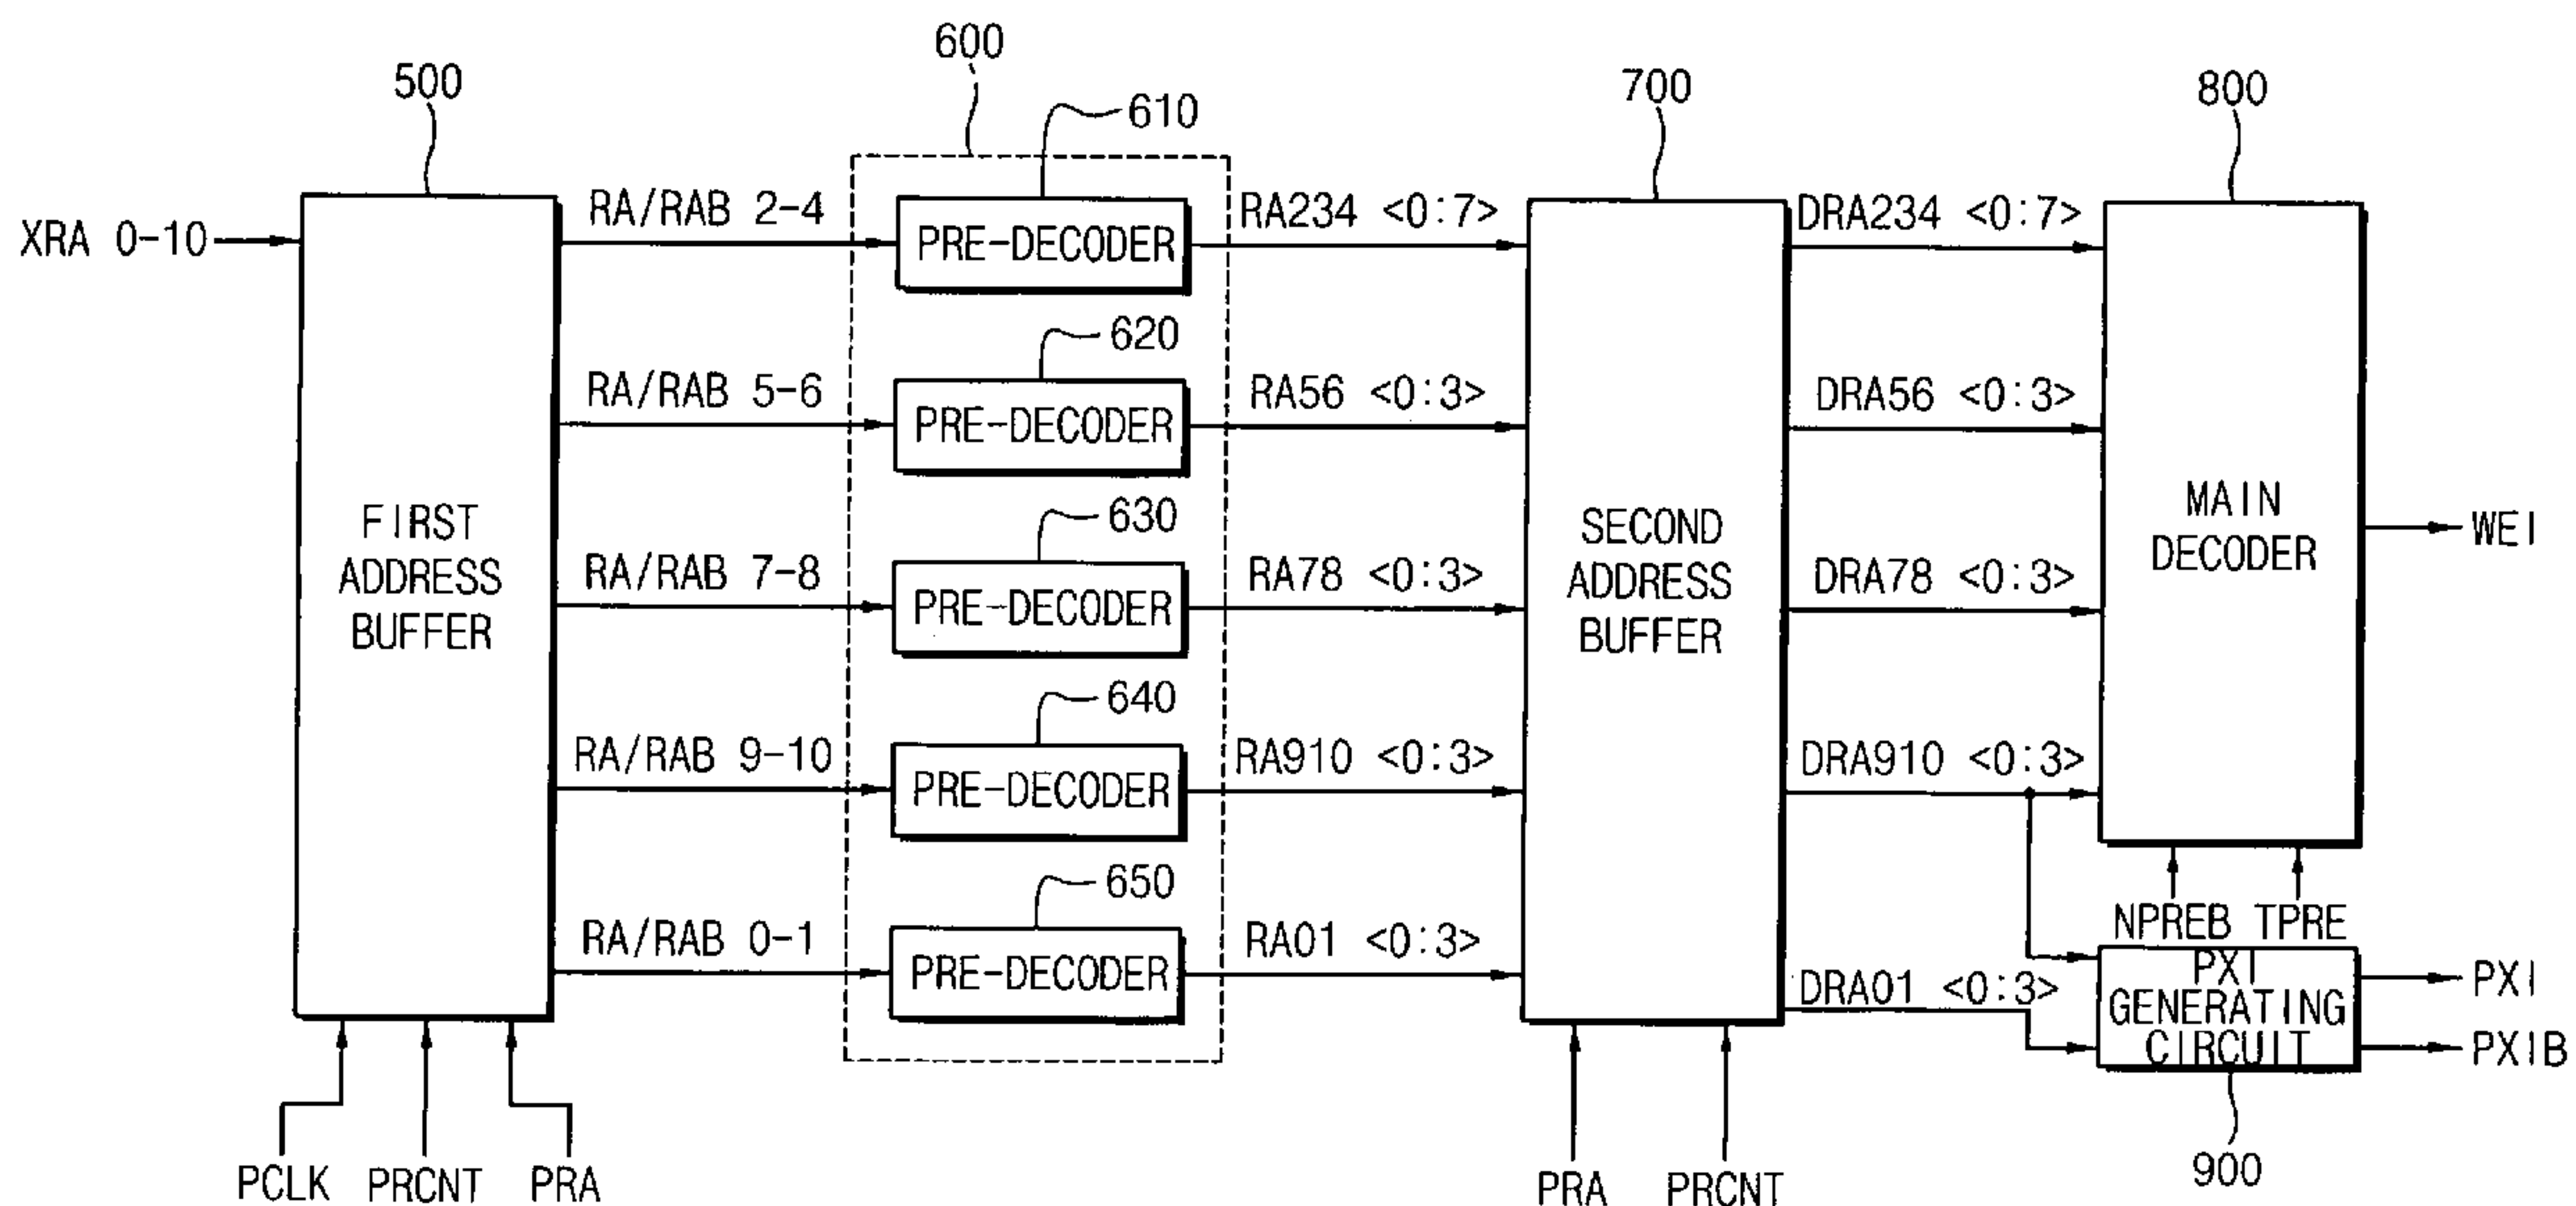 600
500
610
700
800
XRA 0-10
RA/RAB 2-4
PRE-DECODER
RA234 <0:7>
DRA234 <0:7>
620
RA/RAB 5-6
PRE-DECODER
RA56 <0:3>
DRA56 <0:3>
FIRST
ADDRESS
BUFFER
630
RA/RAB 7-8
PRE-DECODER
RA78 <0:3>
SECOND
ADDRESS
BUFFER
DRA78 <0:3>
MAIN
DECODER
WEI
640
RA/RAB 9-10
PRE-DECODER
RA910 <0:3>
DRA910 <0:3>
650
RA/RAB 0-1
PRE-DECODER
RA01 <0:3>
DRA01 <0:3>
NPREB TPRE
PXI
GENERATING
CIRCUIT
PXI
PXIB
900
PCLK PRCNT PRA
PRA PRCNT